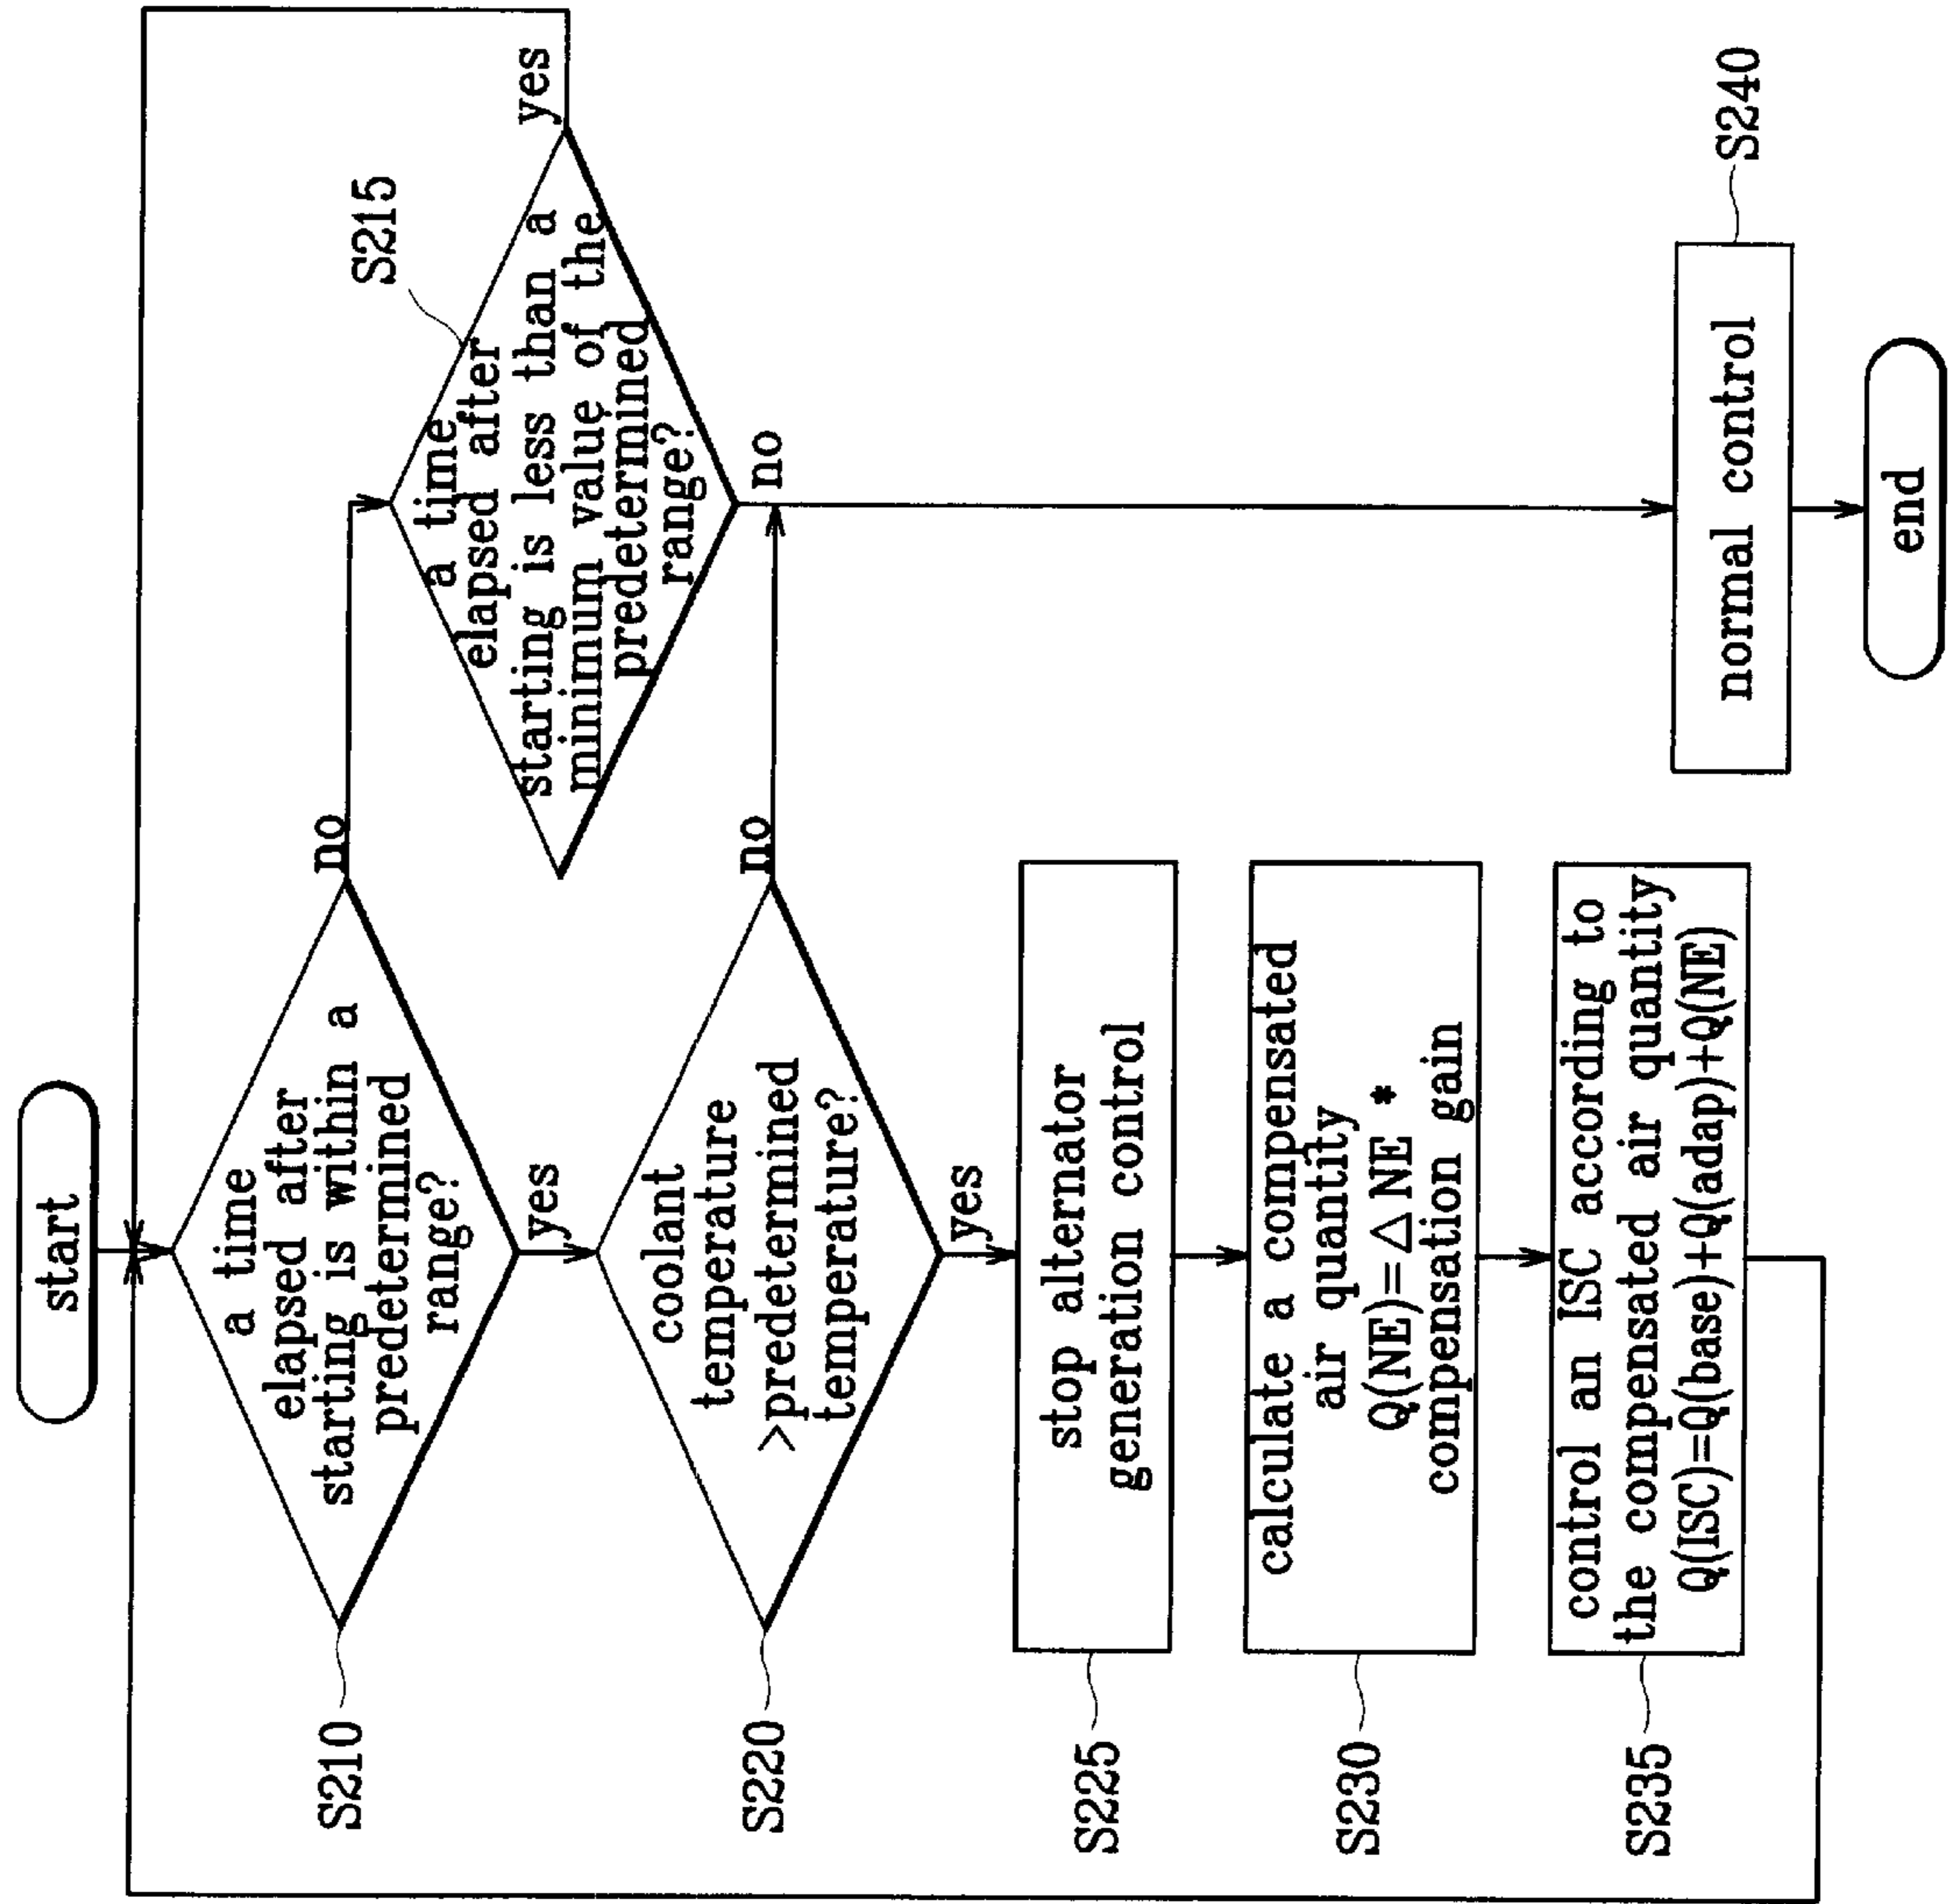 start
a time
elapsed after
starting is within a
predetermined
range?
S210
no
yes
a time
elapsed after
starting is less than a
minimum value of the
predetermined
range?
S215
yes
no
coolant
temperature
>predetermined
temperature?
S220
no
yes
stop alternator
generation control
S225
calculate a compensated
air quantity
Q(NE)=△NE *
compensation gain
S230
control an ISC according to
the compensated air quantity
Q(ISC)=Q(base)+Q(adap)+Q(NE)
S235
normal control
S240
end